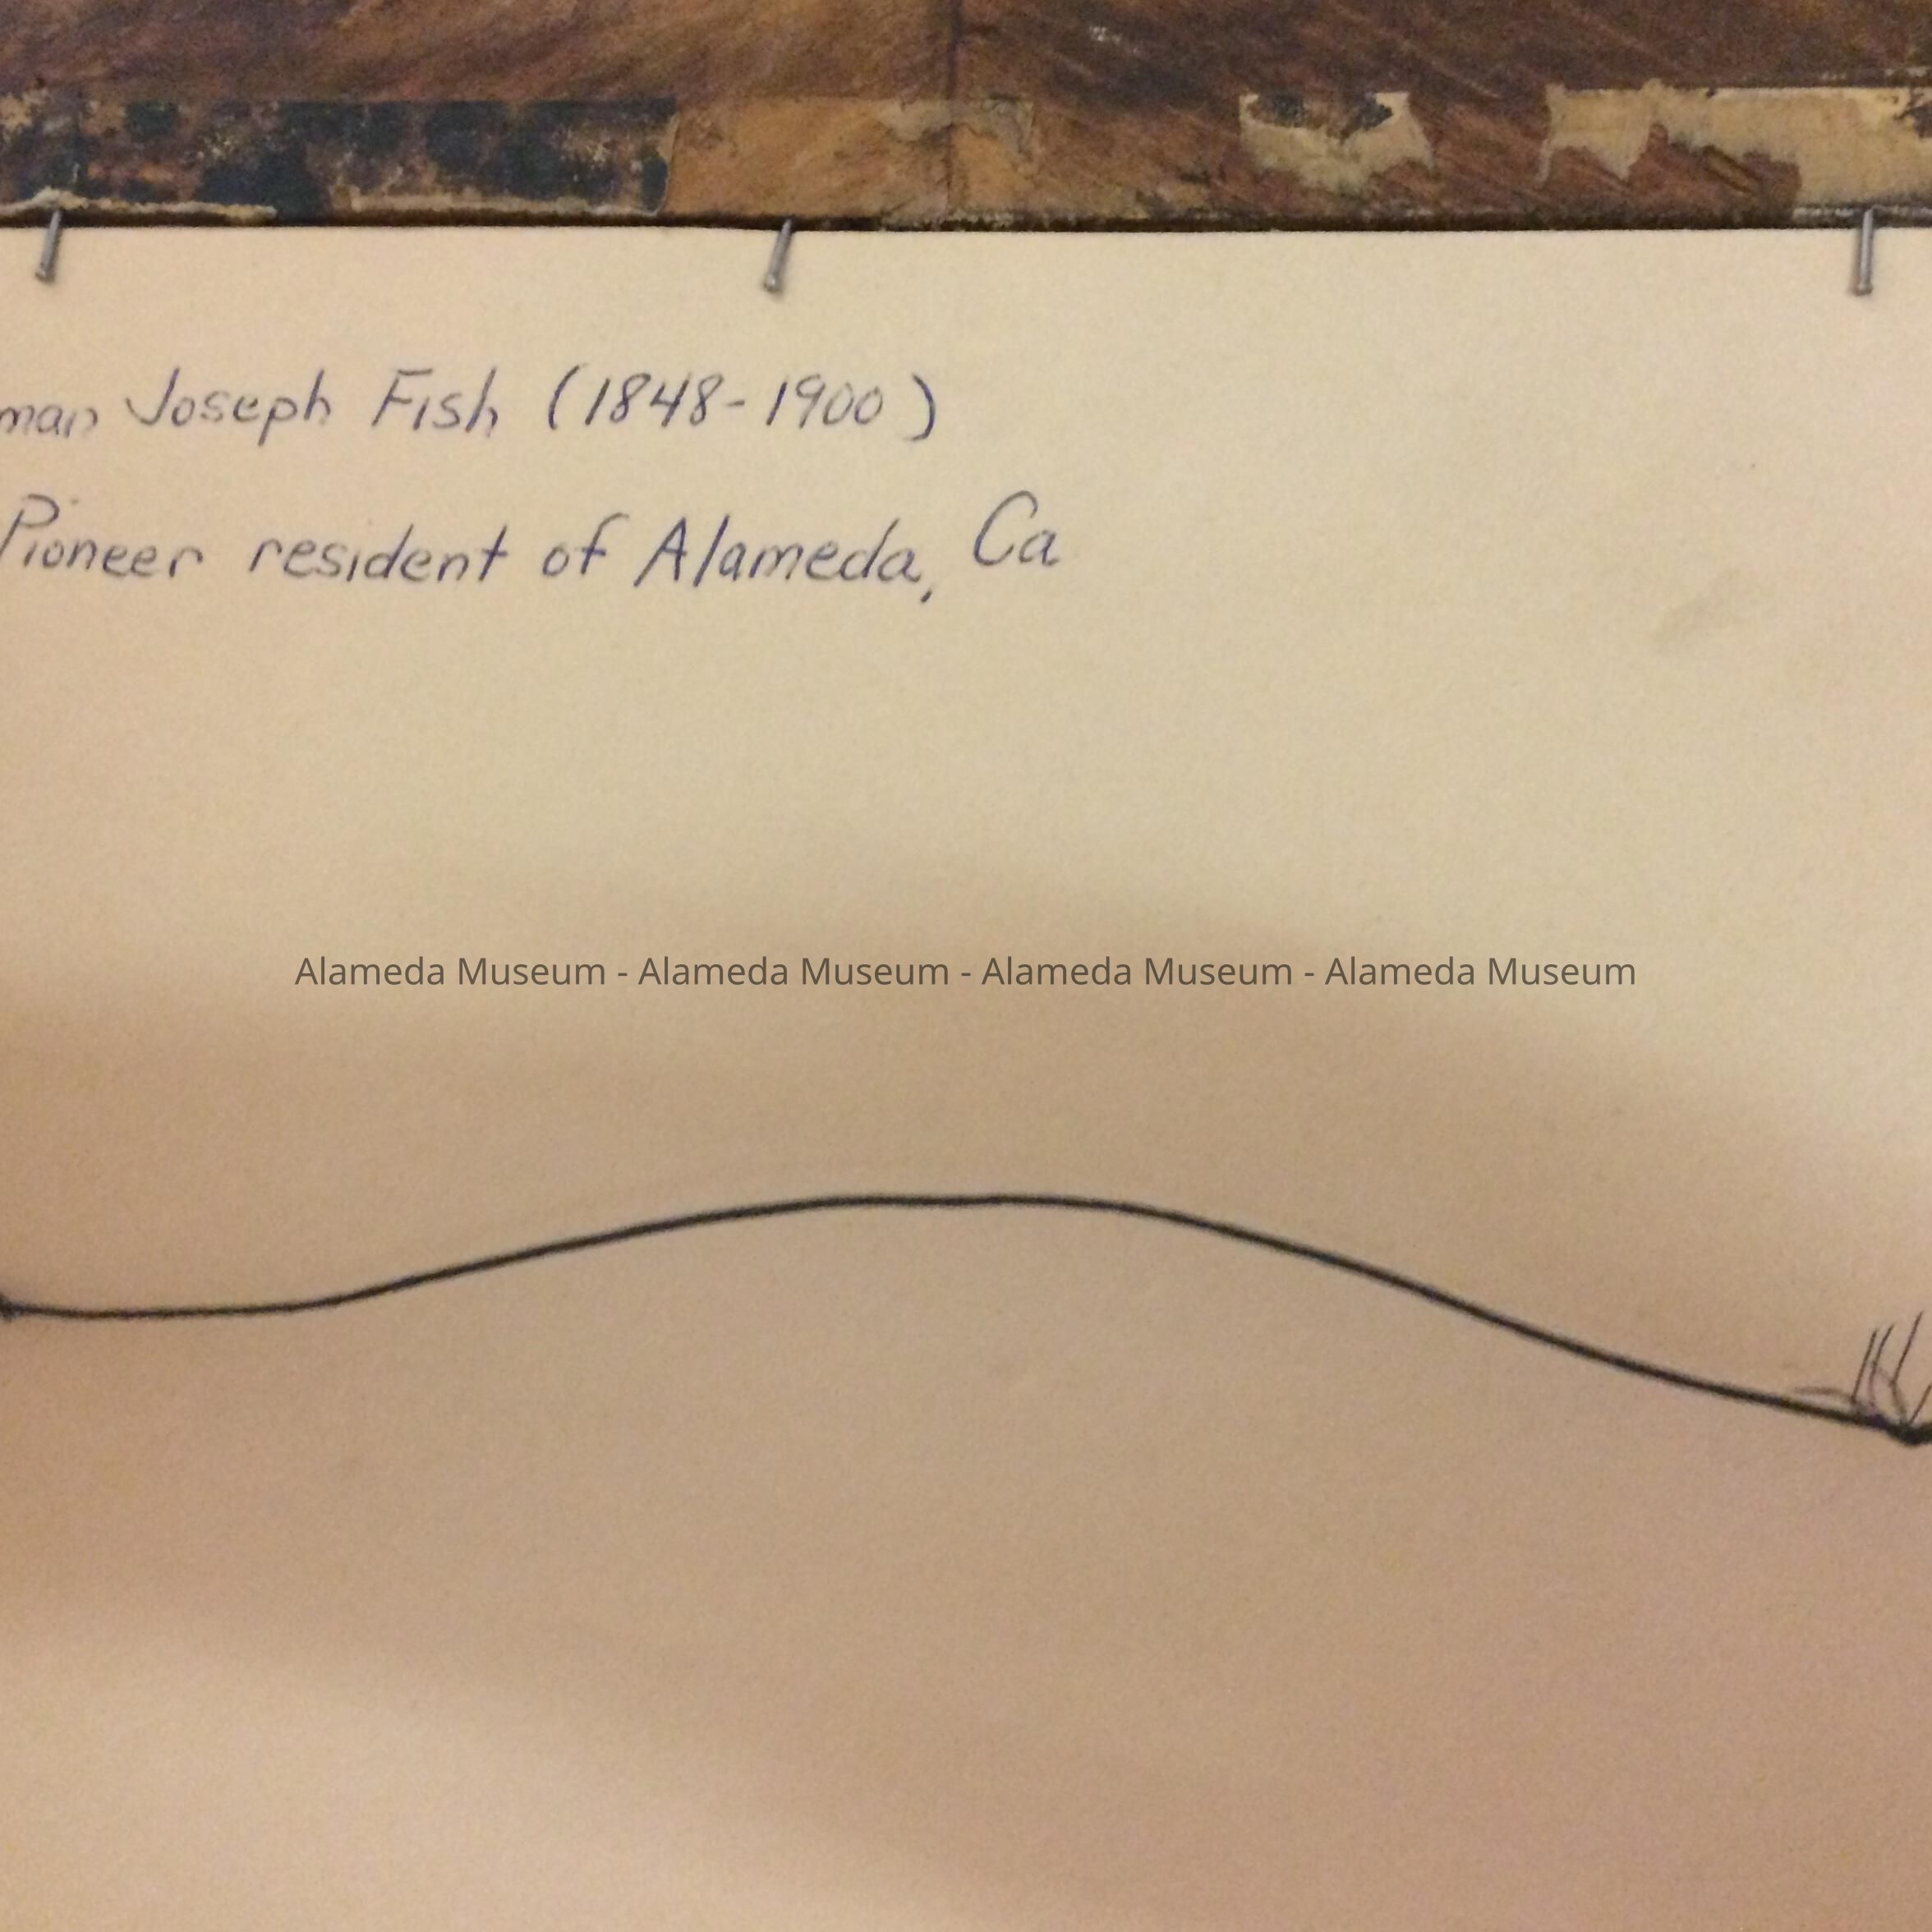 man Joseph Fish (1848-1900)
Pioneer resident of Alameda, Ca
Alameda Museum - Alameda Museum - Alameda Museum - Alameda Museum